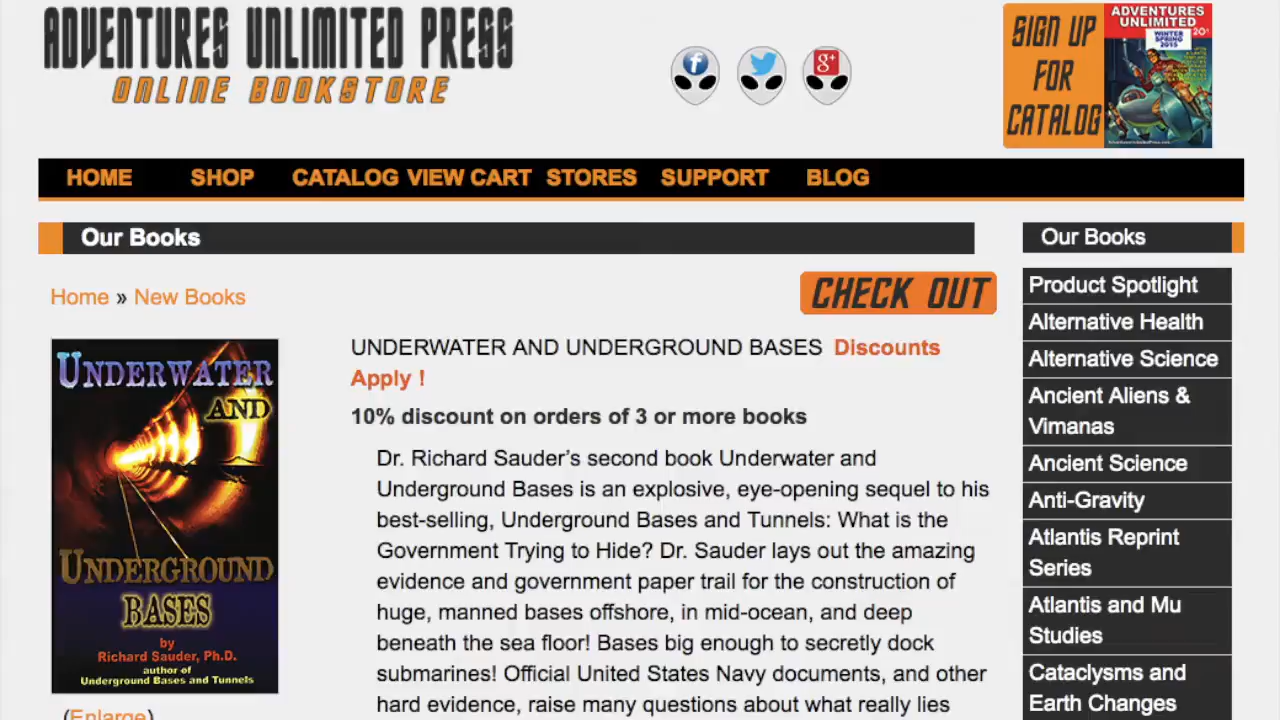 ADVENTURES UNLIMITED PRESS
ONLINE BOOKSTORE
SIGN UP
FOR
CATALOG
ADVENTURES
UNLIMITED
WINTER
SPRING
2015
HOME SHOP CATALOG VIEW CART STORES SUPPORT BLOG
Our Books
Home » New Books
CHECK OUT
UNDERWATER
AND
UNDERGROUND
BASES
by
Richard Sauder, Ph.D.
author of
Underground Bases and Tunnels
(Enlarge)
UNDERWATER AND UNDERGROUND BASES Discounts
Apply !
10% discount on orders of 3 or more books
Dr. Richard Sauder’s second book Underwater and
Underground Bases is an explosive, eye-opening sequel to his
best-selling, Underground Bases and Tunnels: What is the
Government Trying to Hide? Dr. Sauder lays out the amazing
evidence and government paper trail for the construction of
huge, manned bases offshore, in mid-ocean, and deep
beneath the sea floor! Bases big enough to secretly dock
submarines! Official United States Navy documents, and other
hard evidence, raise many questions about what really lies
Our Books
Product Spotlight
Alternative Health
Alternative Science
Ancient Aliens &
Vimanas
Ancient Science
Anti-Gravity
Atlantis Reprint
Series
Atlantis and Mu
Studies
Cataclysms and
Earth Changes